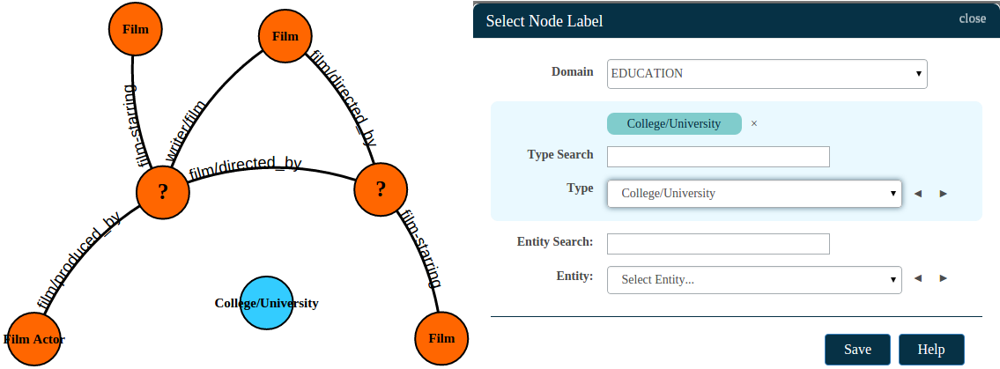 Film
Film
film-starring
writer/film
film/directed_by
film/directed_by
?
?
film/produced_by
film-starring
College/University
Film Actor
Film
Select Node Label
close
Domain
EDUCATION
College/University ×
Type Search
Type
College/University
Entity Search:
Entity:
Select Entity...
Save
Help